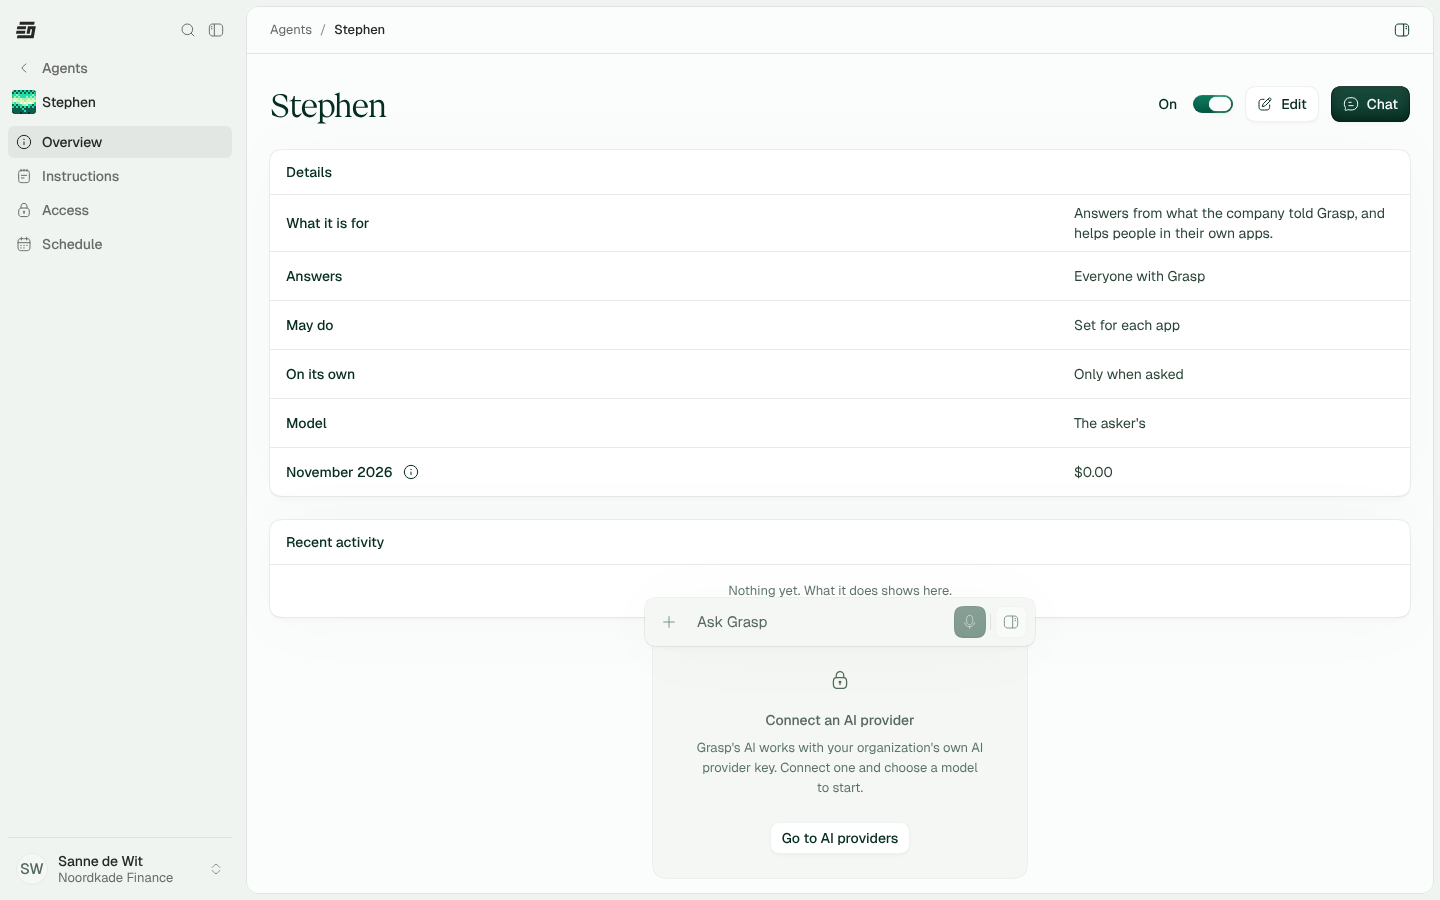 Agents
Stephen
Overview
Instructions
Access
Schedule
Sanne de Wit
SW
Noordkade Finance
Agents / Stephen
Stephen
On
Edit
Chat
Details
What it is for
Answers from what the company told Grasp, and
helps people in their own apps.
Answers
Everyone with Grasp
May do
Set for each app
On its own
Only when asked
Model
The asker's
November 2026
$0.00
Recent activity
Nothing yet. What it does shows here.
Ask Grasp
Connect an AI provider
Grasp's AI works with your organization's own AI
provider key. Connect one and choose a model
to start.
Go to AI providers